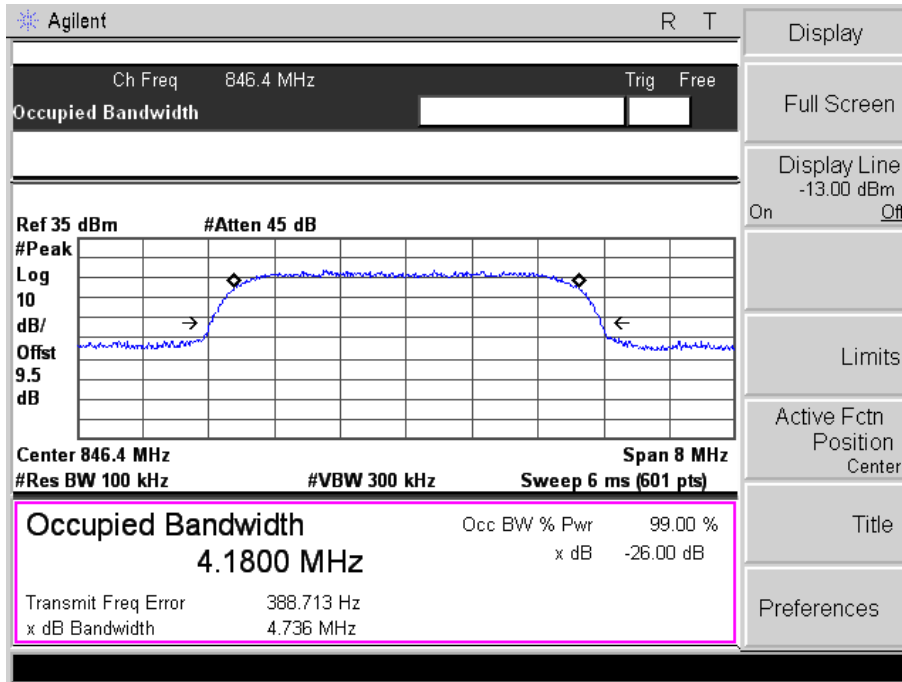 Agilent R T
Ch Freq 846.4 MHz Trig Free
Occupied Bandwidth
Ref 35 dBm #Atten 45 dB
#Peak
Log
10
dB/
Offst
9.5
dB
Center 846.4 MHz Span 8 MHz
#Res BW 100 kHz #VBW 300 kHz Sweep 6 ms (601 pts)
Occupied Bandwidth
4.1800 MHz
Occ BW % Pwr 99.00 %
x dB -26.00 dB
Transmit Freq Error 388.713 Hz
x dB Bandwidth 4.736 MHz
Display
Full Screen
Display Line
-13.00 dBm
On Off
Limits
Active Fctn
Position
Center
Title
Preferences